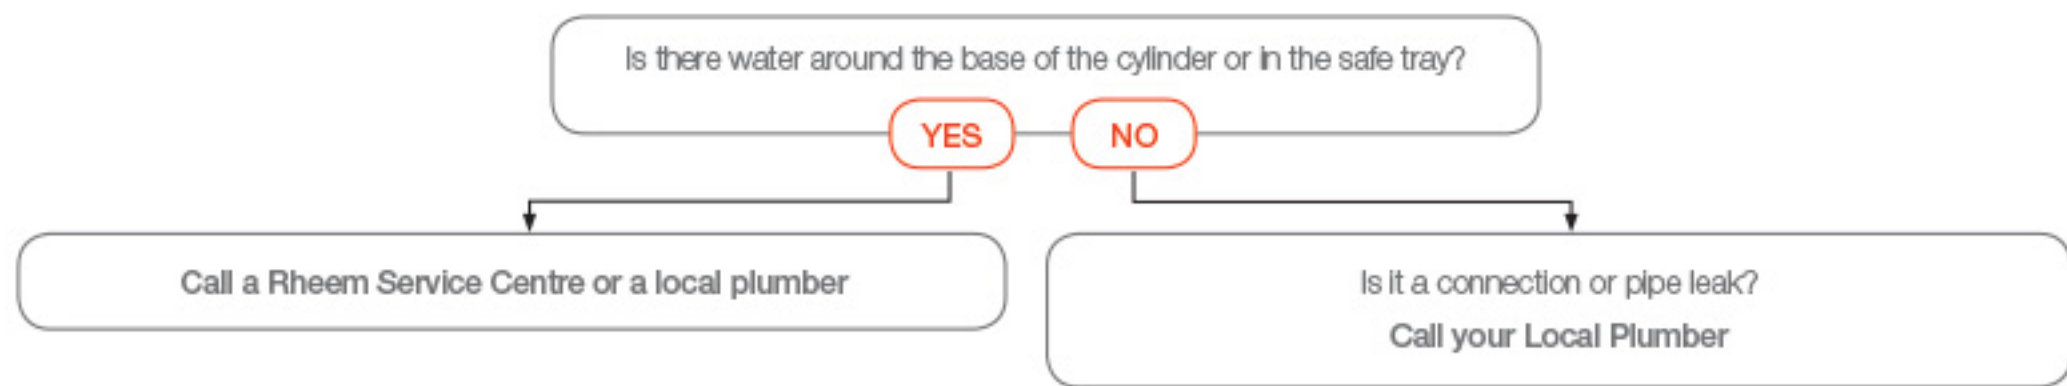 Is there water around the base of the cylinder or in the safe tray?
YES
NO
Call a Rheem Service Centre or a local plumber
Is it a connection or pipe leak?
Call your Local Plumber